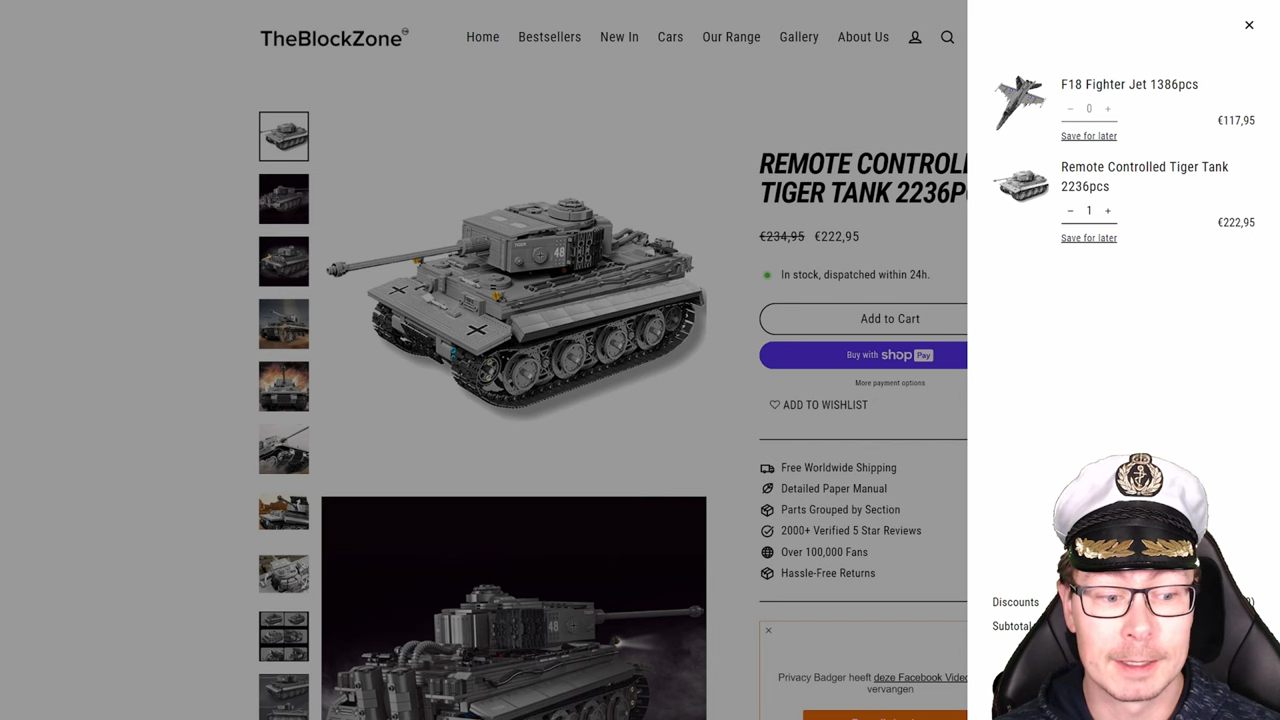 TheBlockZone
Home Bestsellers New In Cars Our Range Gallery About Us
REMOTE CONTROLL
TIGER TANK 2236P
€234,95 €222,95
In stock, dispatched within 24h.
Add to Cart
Buy with shop Pay
More payment options
ADD TO WISHLIST
Free Worldwide Shipping
Detailed Paper Manual
Parts Grouped by Section
2000+ Verified 5 Star Reviews
Over 100,000 Fans
Hassle-Free Returns
×
Privacy Badger heeft deze Facebook Video
vervangen
×
F18 Fighter Jet 1386pcs
− 0 +
€117,95
Save for later
Remote Controlled Tiger Tank
2236pcs
− 1 +
€222,95
Save for later
Discounts
Subtotal
48
48